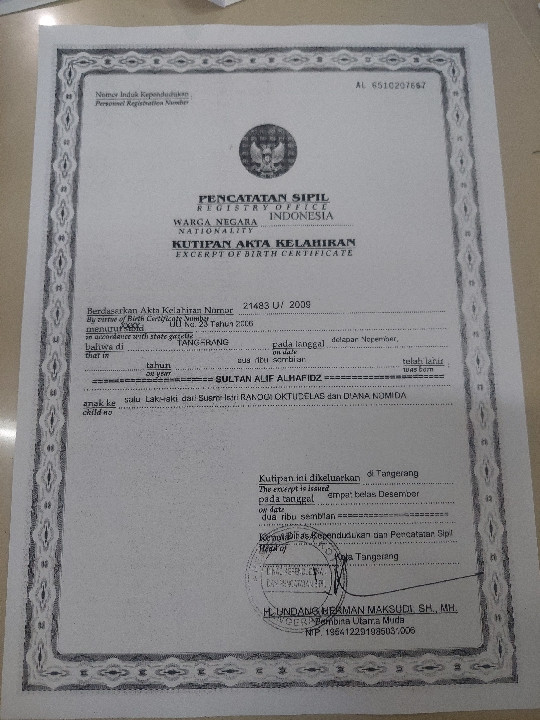 Nomor Induk Kependudukan
Personnel Registration Number
AL 6510207667
PENCATATAN SIPIL
REGISTRY OFFICE
WARGA NEGARA INDONESIA
NATIONALITY
KUTIPAN AKTA KELAHIRAN
EXCERPT OF BIRTH CERTIFICATE
Berdasarkan Akta Kelahiran Nomor 21483 U/ 2009
By virtue of Birth Certificate Number
menurut UU No. 23 Tahun 2006
in accordance with state gazette
bahwa di TANGERANG pada tanggal delapan Nopember,
that in on date
tahun dua ribu sembilan telah lahir
on year was born
======================= SULTAN ALIF ALHAFIDZ =======================
anak ke satu Laki-laki dari Suami-Istri RANOGI OKTUDELAS dan DIANA NOMIDA
child no
Kutipan ini dikeluarkan di Tangerang
The excerpt is issued
pada tanggal empat belas Desember
on date
dua ribu sembilan ====================
Kepala Dinas Kependudukan dan Pencatatan Sipil
Head of
Kota Tangerang
H. UNDANG HERMAN MAKSUDI, SH., MH.
Pembina Utama Muda
NIP. 195412291985031006